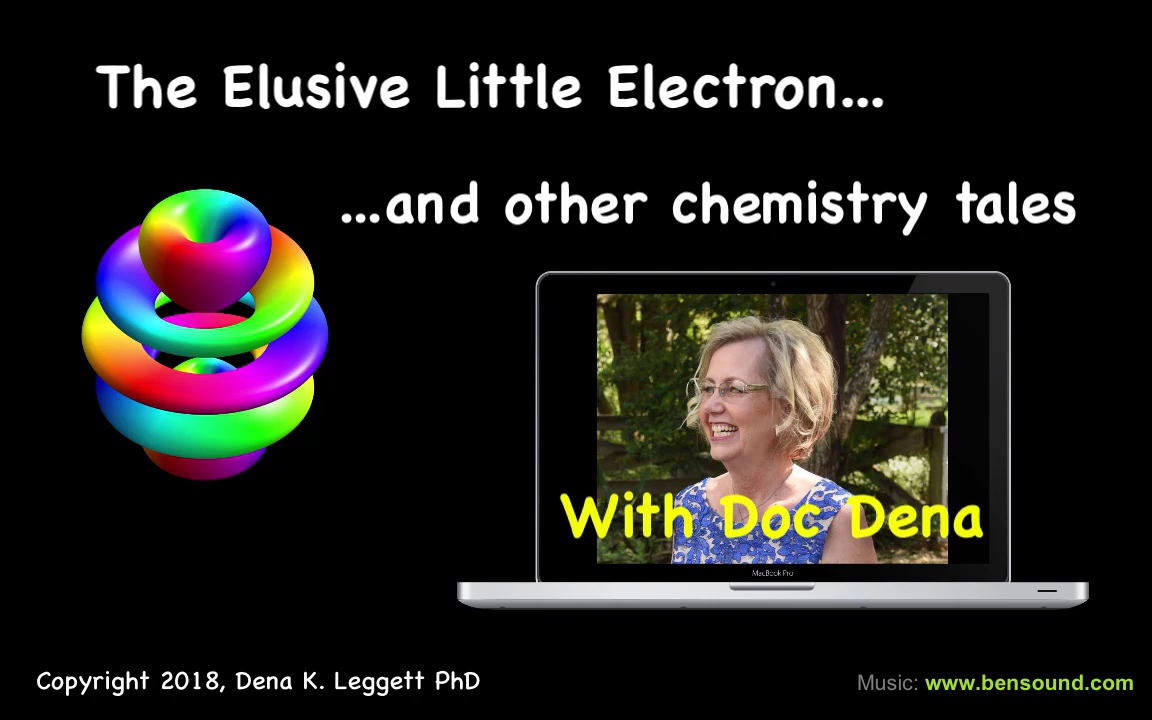 The Elusive Little Electron...
...and other chemistry tales
With Doc Dena
MacBook Pro
Copyright 2018, Dena K. Leggett PhD
Music: www.bensound.com